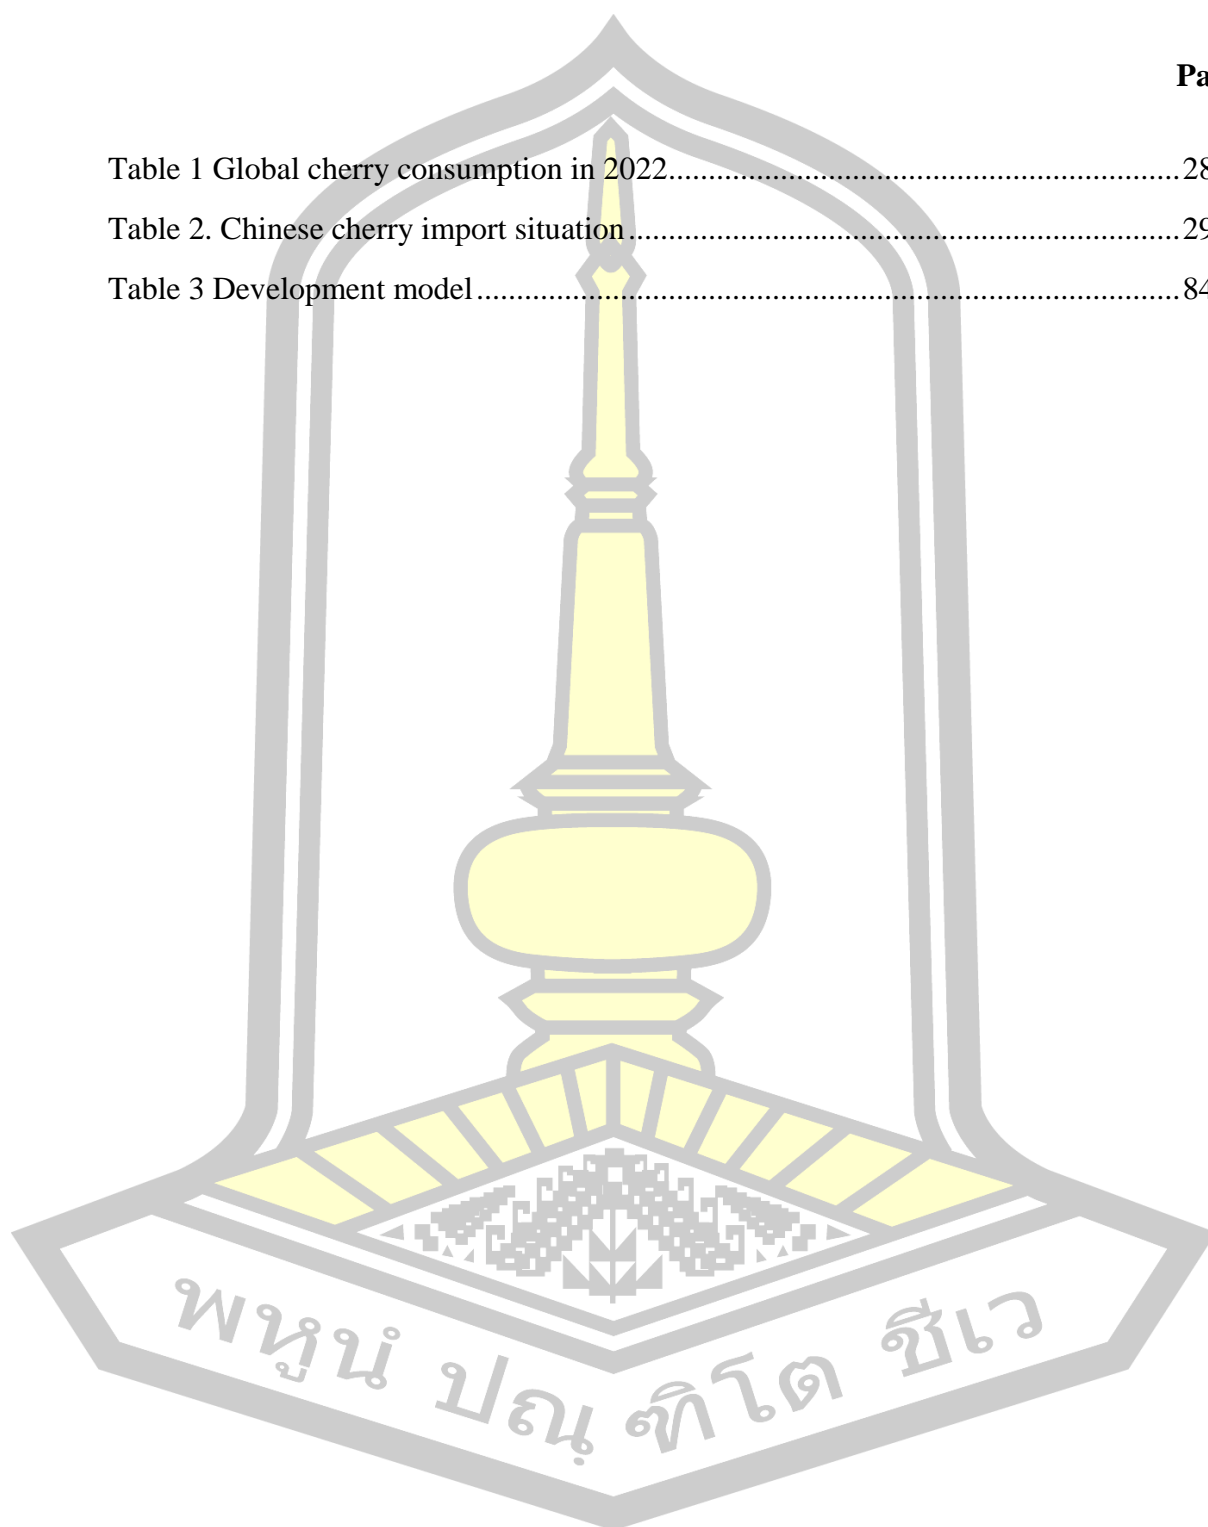 Pa
Table 1 Global cherry consumption in 2022...............................................................28
Table 2. Chinese cherry import situation....................................................................29
Table 3 Development model.......................................................................................84
พหูนํ ปณฺฑิโต ชีเว